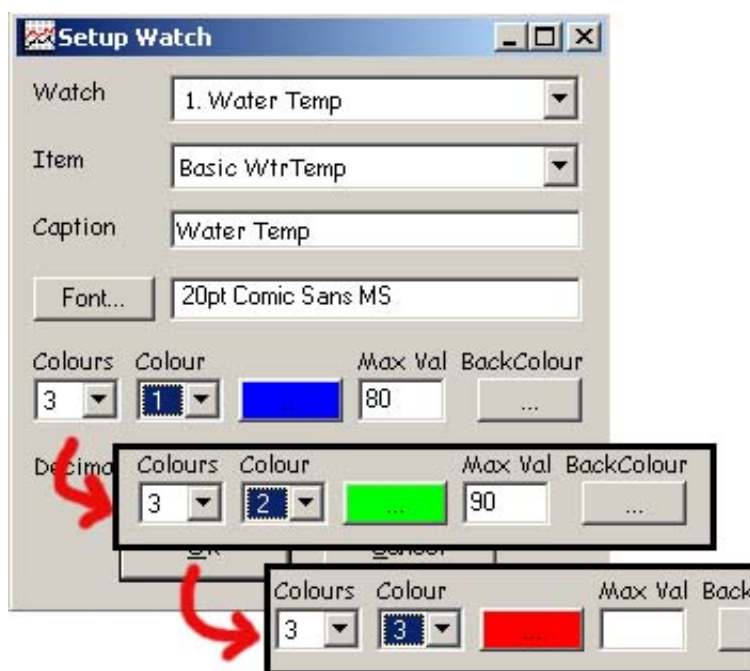 Setup Watch
Watch 1. Water Temp
Item Basic WtrTemp
Caption Water Temp
Font... 20pt Comic Sans MS
Colours Colour Max Val BackColour
3 1 ... 80 ...
Colours Colour Max Val BackColour
3 2 ... 90 ...
Colours Colour Max Val Back
3 3 ...